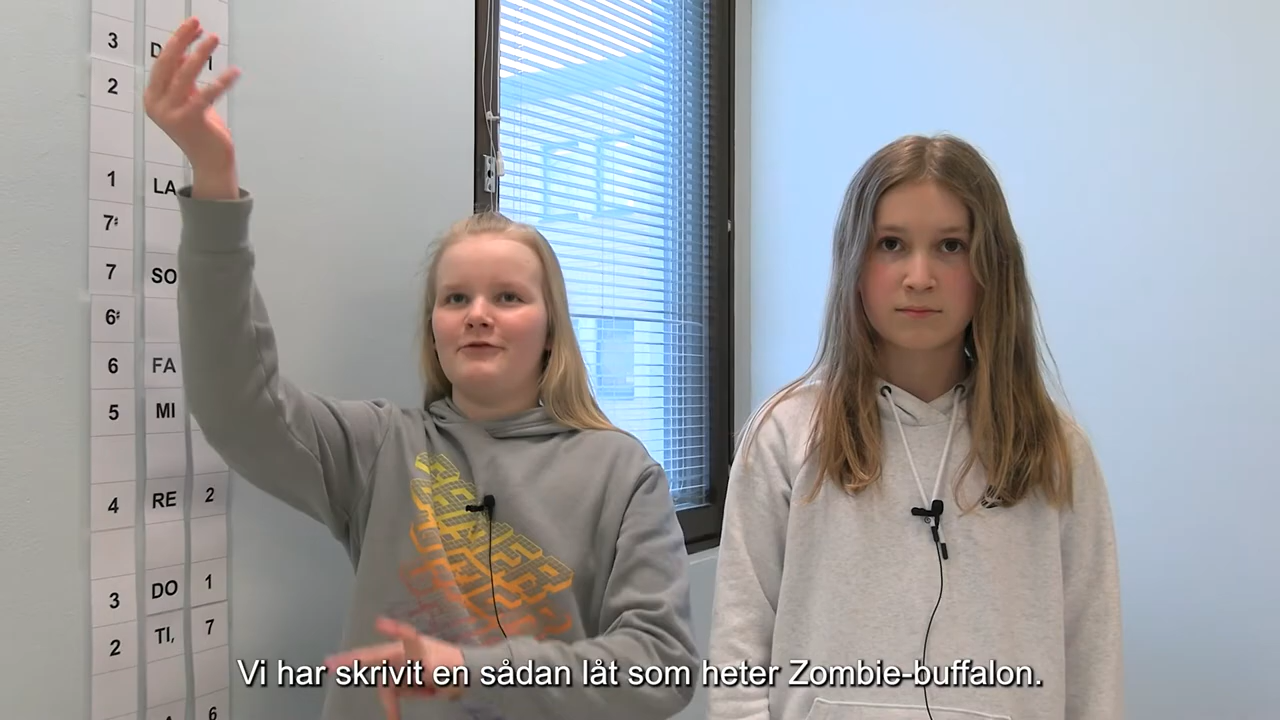 3
2
1 LA
7♯
7 SO
6♯
6 FA
5 MI
4 RE 2
3 DO 1
2 TI, 7
6
Vi har skrivit en sådan låt som heter Zombie-buffalon.